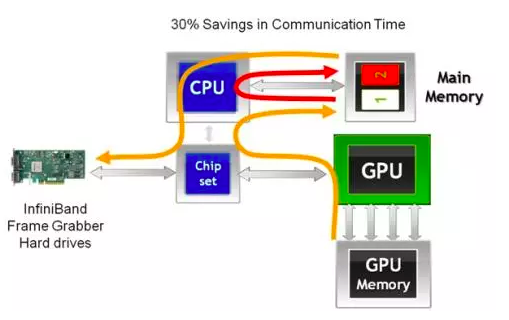 30% Savings in Communication Time
CPU
2
1
Main
Memory
Chip
set
GPU
InfiniBand
Frame Grabber
Hard drives
GPU
Memory